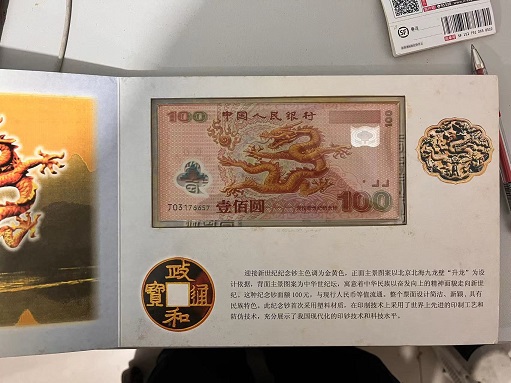 SF
100
中国人民银行
100
J03176657
壹佰圆
100
政
寶 通
和
迎接新世纪纪念钞主色调为金黄色。正面主景图案以北京北海九龙壁“升龙”为设
计依据，背面主景图案为中华世纪坛，寓意着中华民族以奋发向上的精神面貌走向新世
纪。这种纪念钞面额100元，与现行人民币等值流通。整个票面设计简洁、新颖，具有
民族特色。此纪念钞首次采用塑料材质，在印制技术上采用了世界上先进的印制工艺和
防伪技术，充分展示了我国现代化的印钞技术和科技水平。